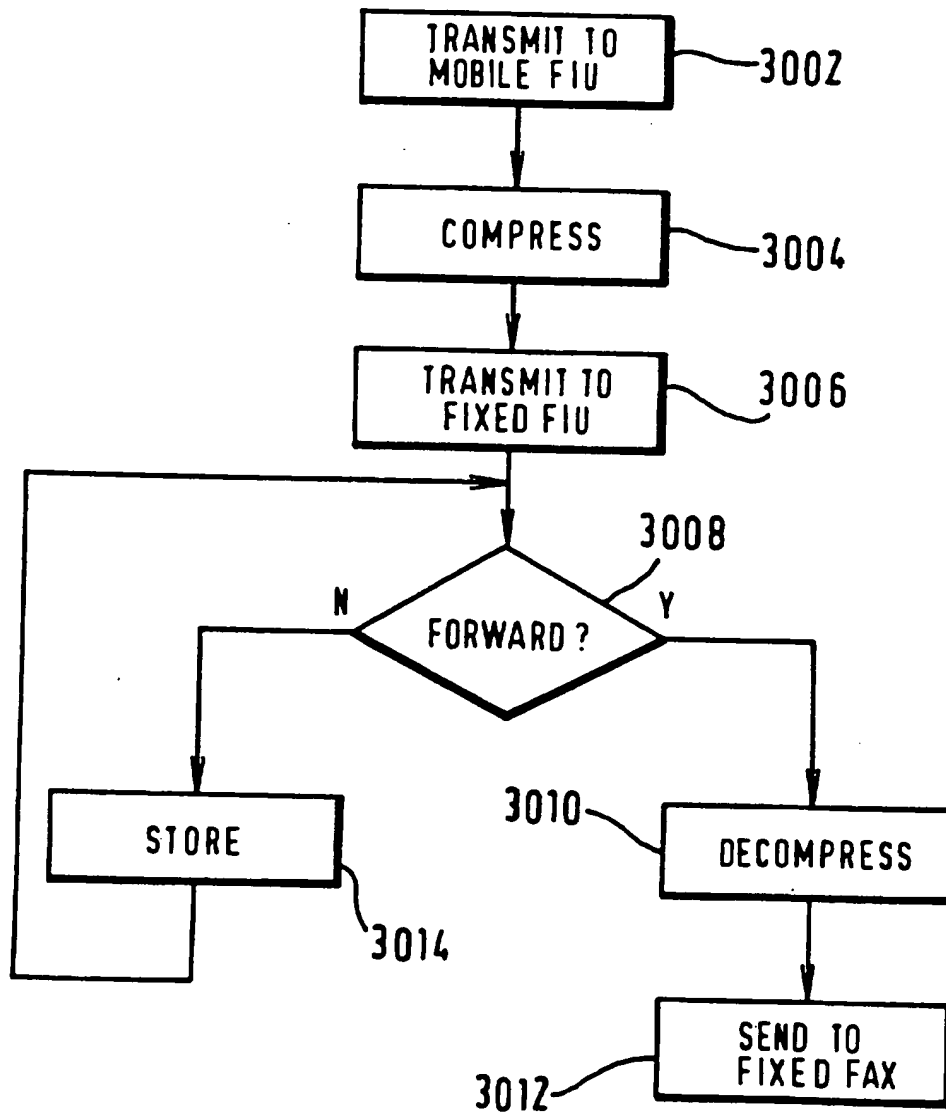 TRANSMIT TO
MOBILE FIU
3002
COMPRESS
3004
TRANSMIT TO
FIXED FIU
3006
3008
N
Y
FORWARD ?
STORE
3014
3010
DECOMPRESS
SEND TO
FIXED FAX
3012